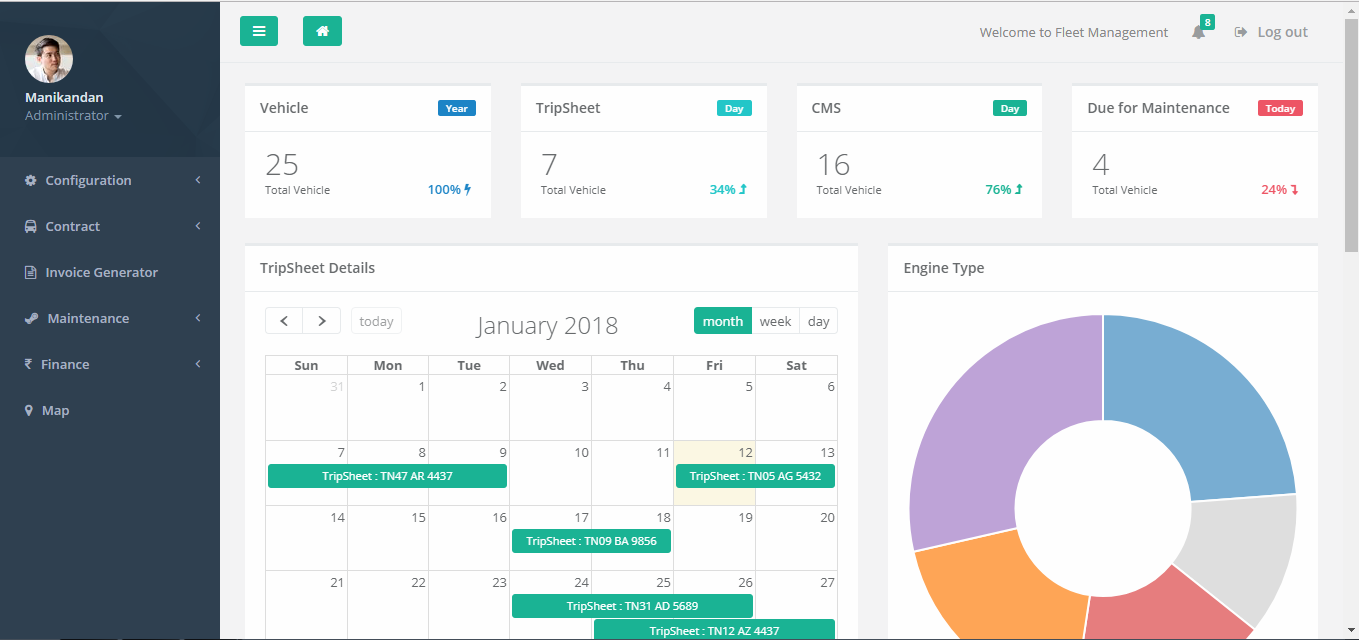 Manikandan
Administrator
Configuration
Contract
Invoice Generator
Maintenance
₹ Finance
Map
Welcome to Fleet Management 8 Log out
Vehicle Year
25
Total Vehicle 100%
TripSheet Day
7
Total Vehicle 34%
CMS Day
16
Total Vehicle 76%
Due for Maintenance Today
4
Total Vehicle 24%
TripSheet Details
today January 2018 month week day
Sun Mon Tue Wed Thu Fri Sat
31 1 2 3 4 5 6
7 8 9 10 11 12 13
TripSheet : TN47 AR 4437 TripSheet : TN05 AG 5432
14 15 16 17 18 19 20
TripSheet : TN09 BA 9856
21 22 23 24 25 26 27
TripSheet : TN31 AD 5689
TripSheet : TN12 AZ 4437
Engine Type